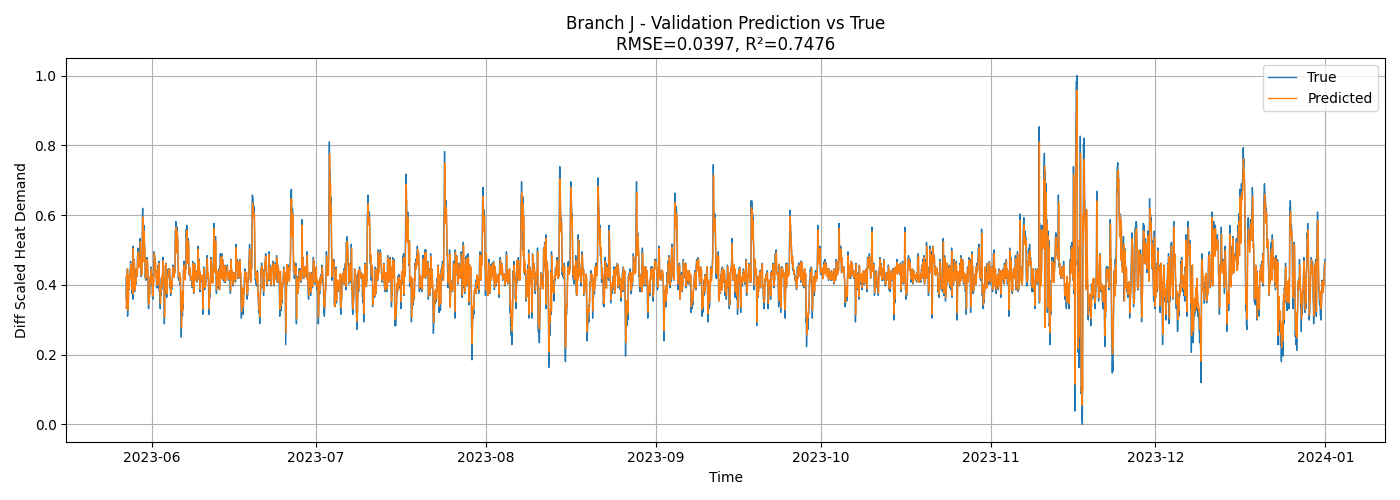 Branch J - Validation Prediction vs True
RMSE=0.0397, R²=0.7476
True
Predicted
Diff Scaled Heat Demand
1.0
0.8
0.6
0.4
0.2
0.0
2023-06
2023-07
2023-08
2023-09
2023-10
2023-11
2023-12
2024-01
Time